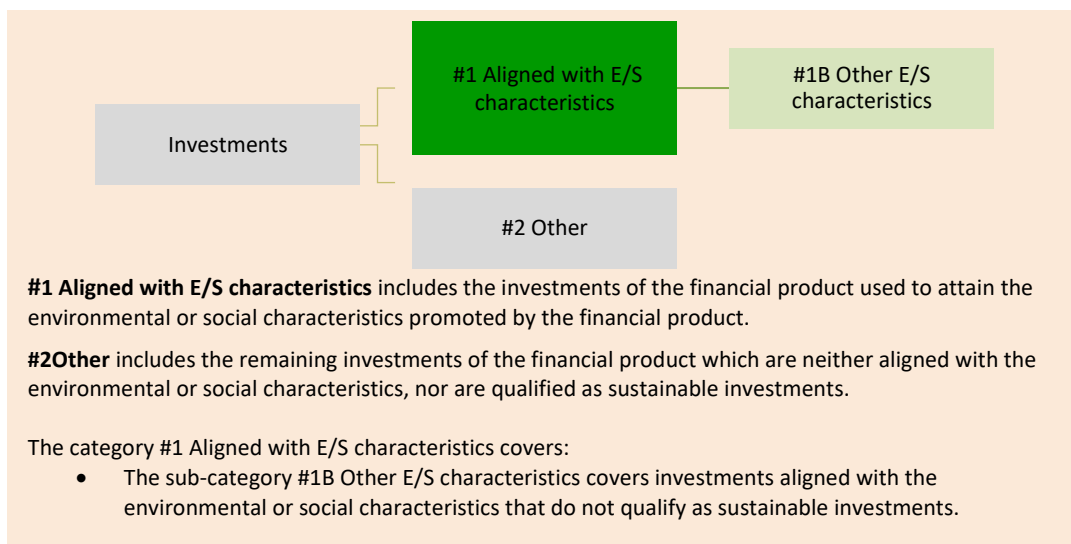 #1 Aligned with E/S
characteristics
#1B Other E/S
characteristics
Investments
#2 Other
#1 Aligned with E/S characteristics includes the investments of the financial product used to attain the
environmental or social characteristics promoted by the financial product.
#2Other includes the remaining investments of the financial product which are neither aligned with the
environmental or social characteristics, nor are qualified as sustainable investments.
The category #1 Aligned with E/S characteristics covers:
• The sub-category #1B Other E/S characteristics covers investments aligned with the
environmental or social characteristics that do not qualify as sustainable investments.